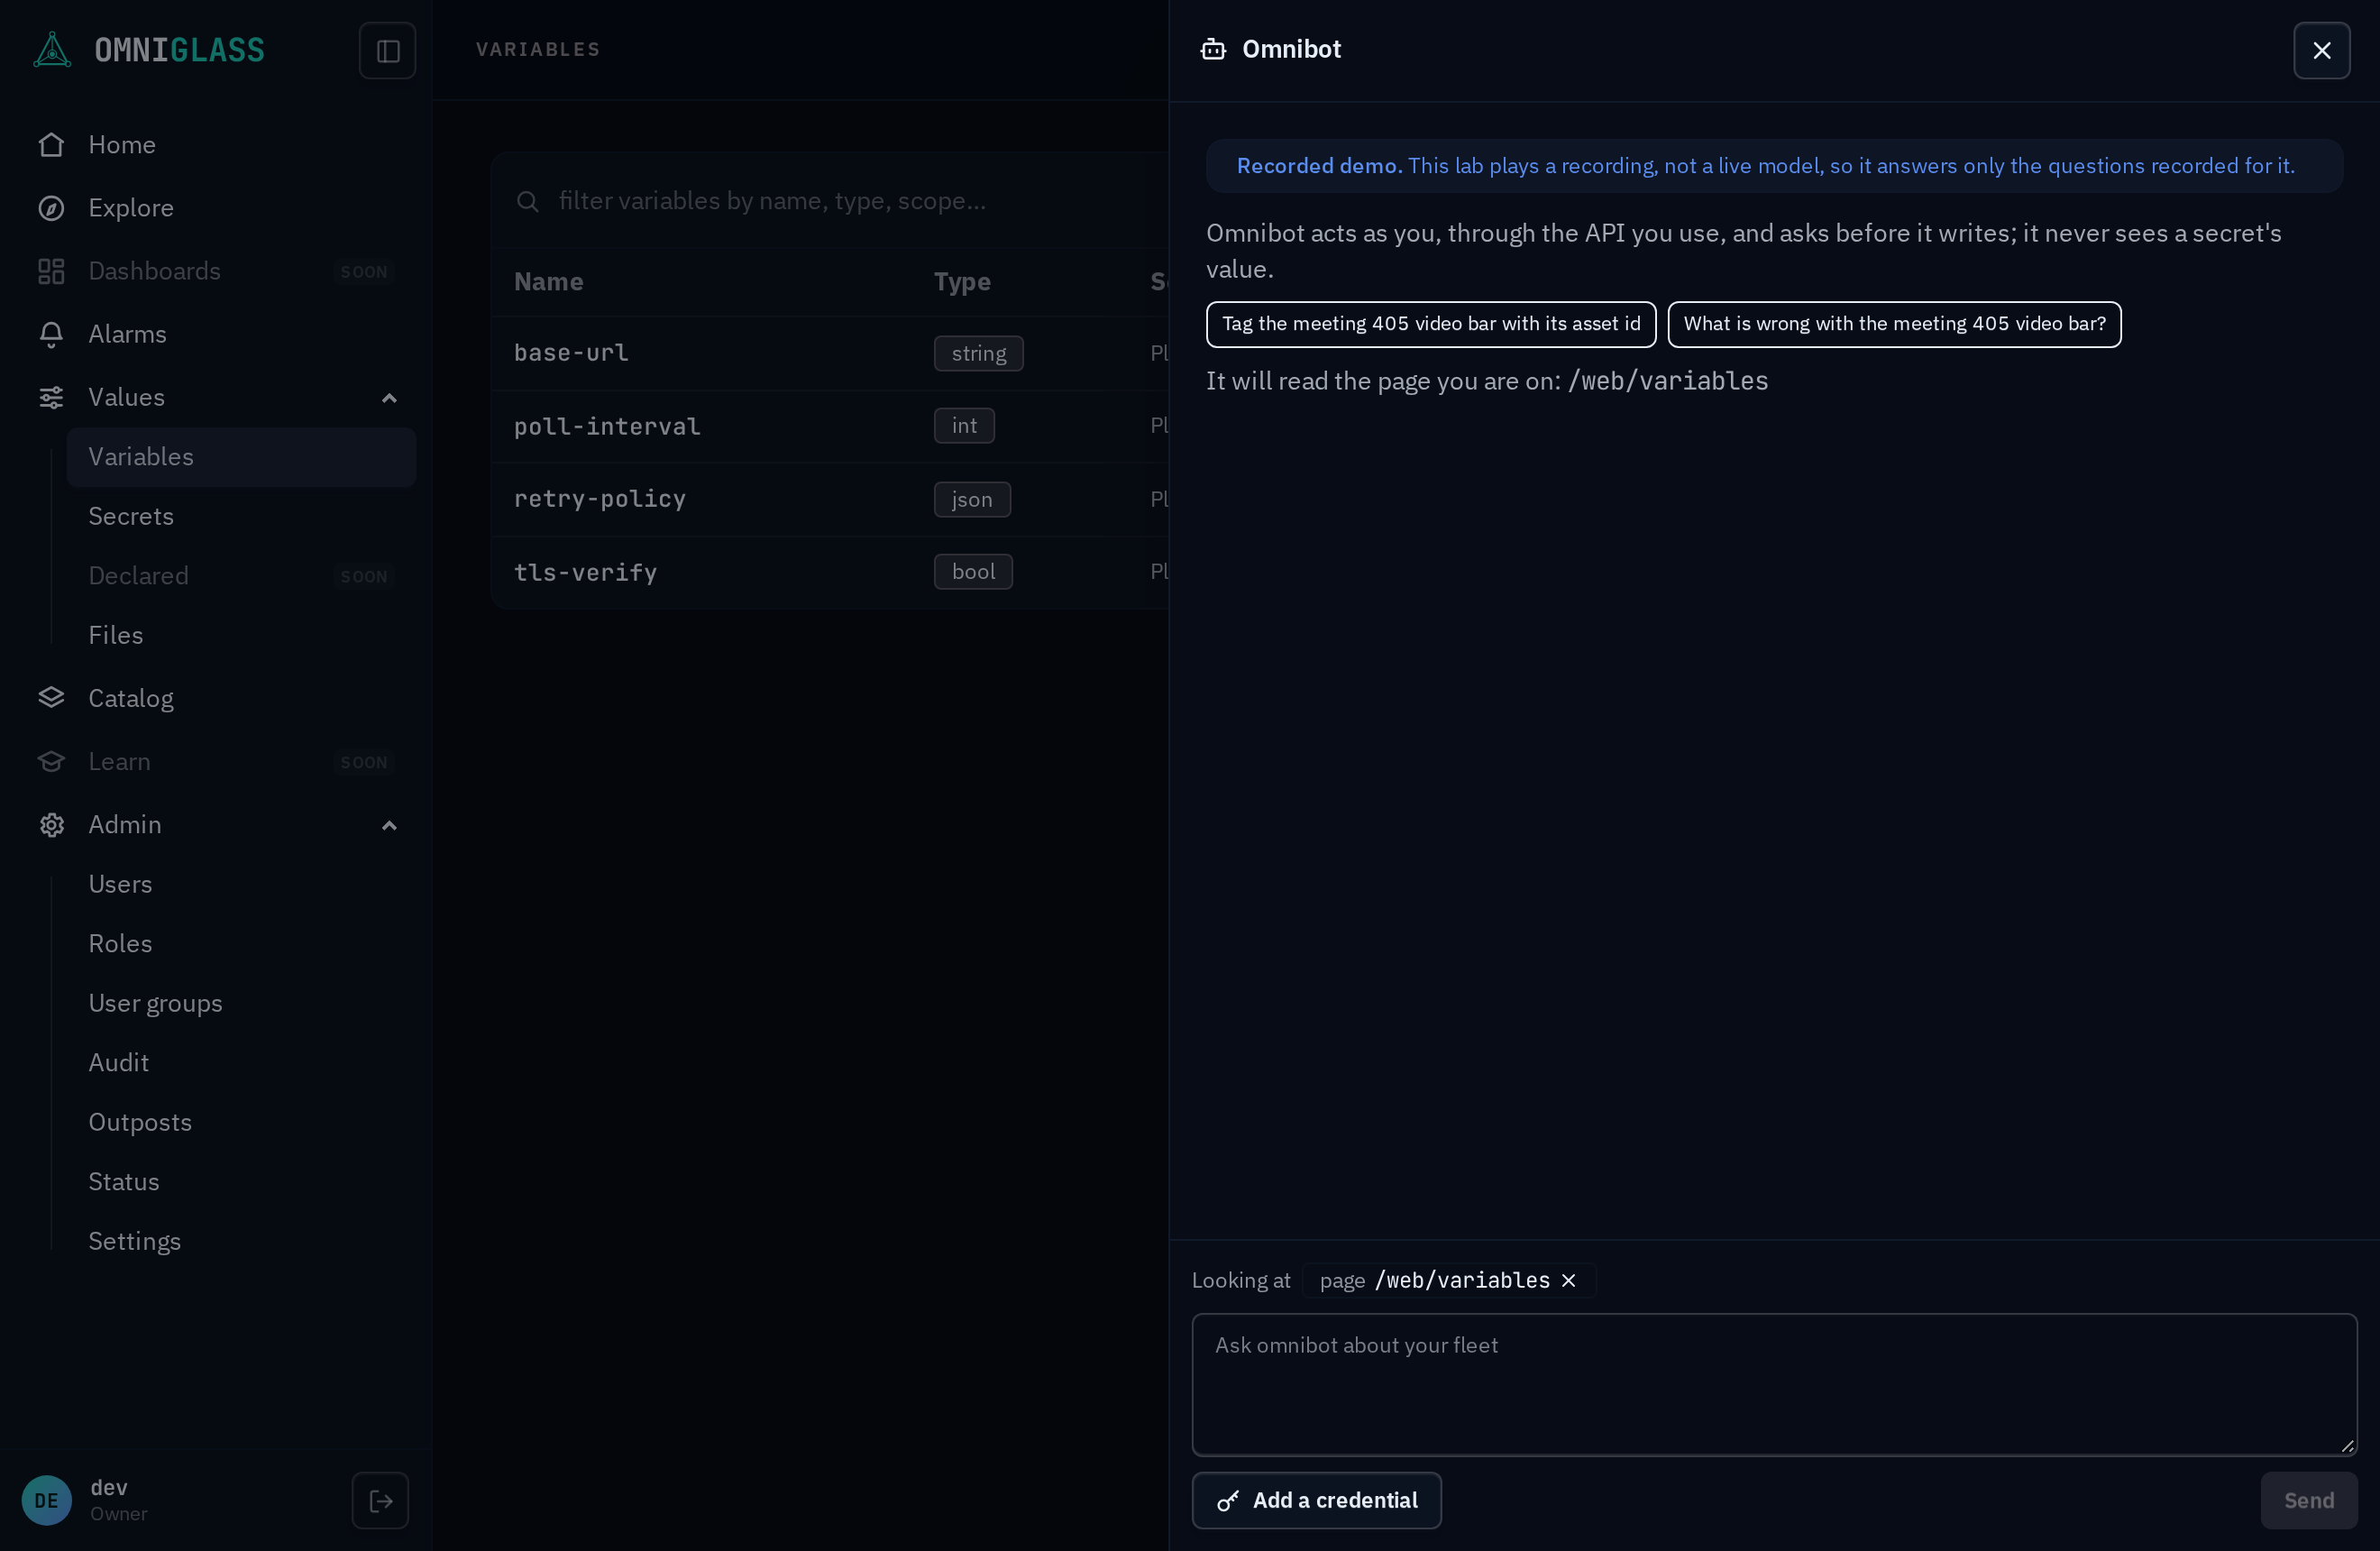 OMNIGLASS
Home
Explore
Dashboards SOON
Alarms
Values
Variables
Secrets
Declared SOON
Files
Catalog
Learn SOON
Admin
Users
Roles
User groups
Audit
Outposts
Status
Settings
DE
dev
Owner
VARIABLES
filter variables by name, type, scope...
Name Type
base-url string
poll-interval int
retry-policy json
tls-verify bool
Omnibot
Recorded demo. This lab plays a recording, not a live model, so it answers only the questions recorded for it.
Omnibot acts as you, through the API you use, and asks before it writes; it never sees a secret's
value.
Tag the meeting 405 video bar with its asset id
What is wrong with the meeting 405 video bar?
It will read the page you are on: /web/variables
Looking at page /web/variables
Ask omnibot about your fleet
Add a credential
Send